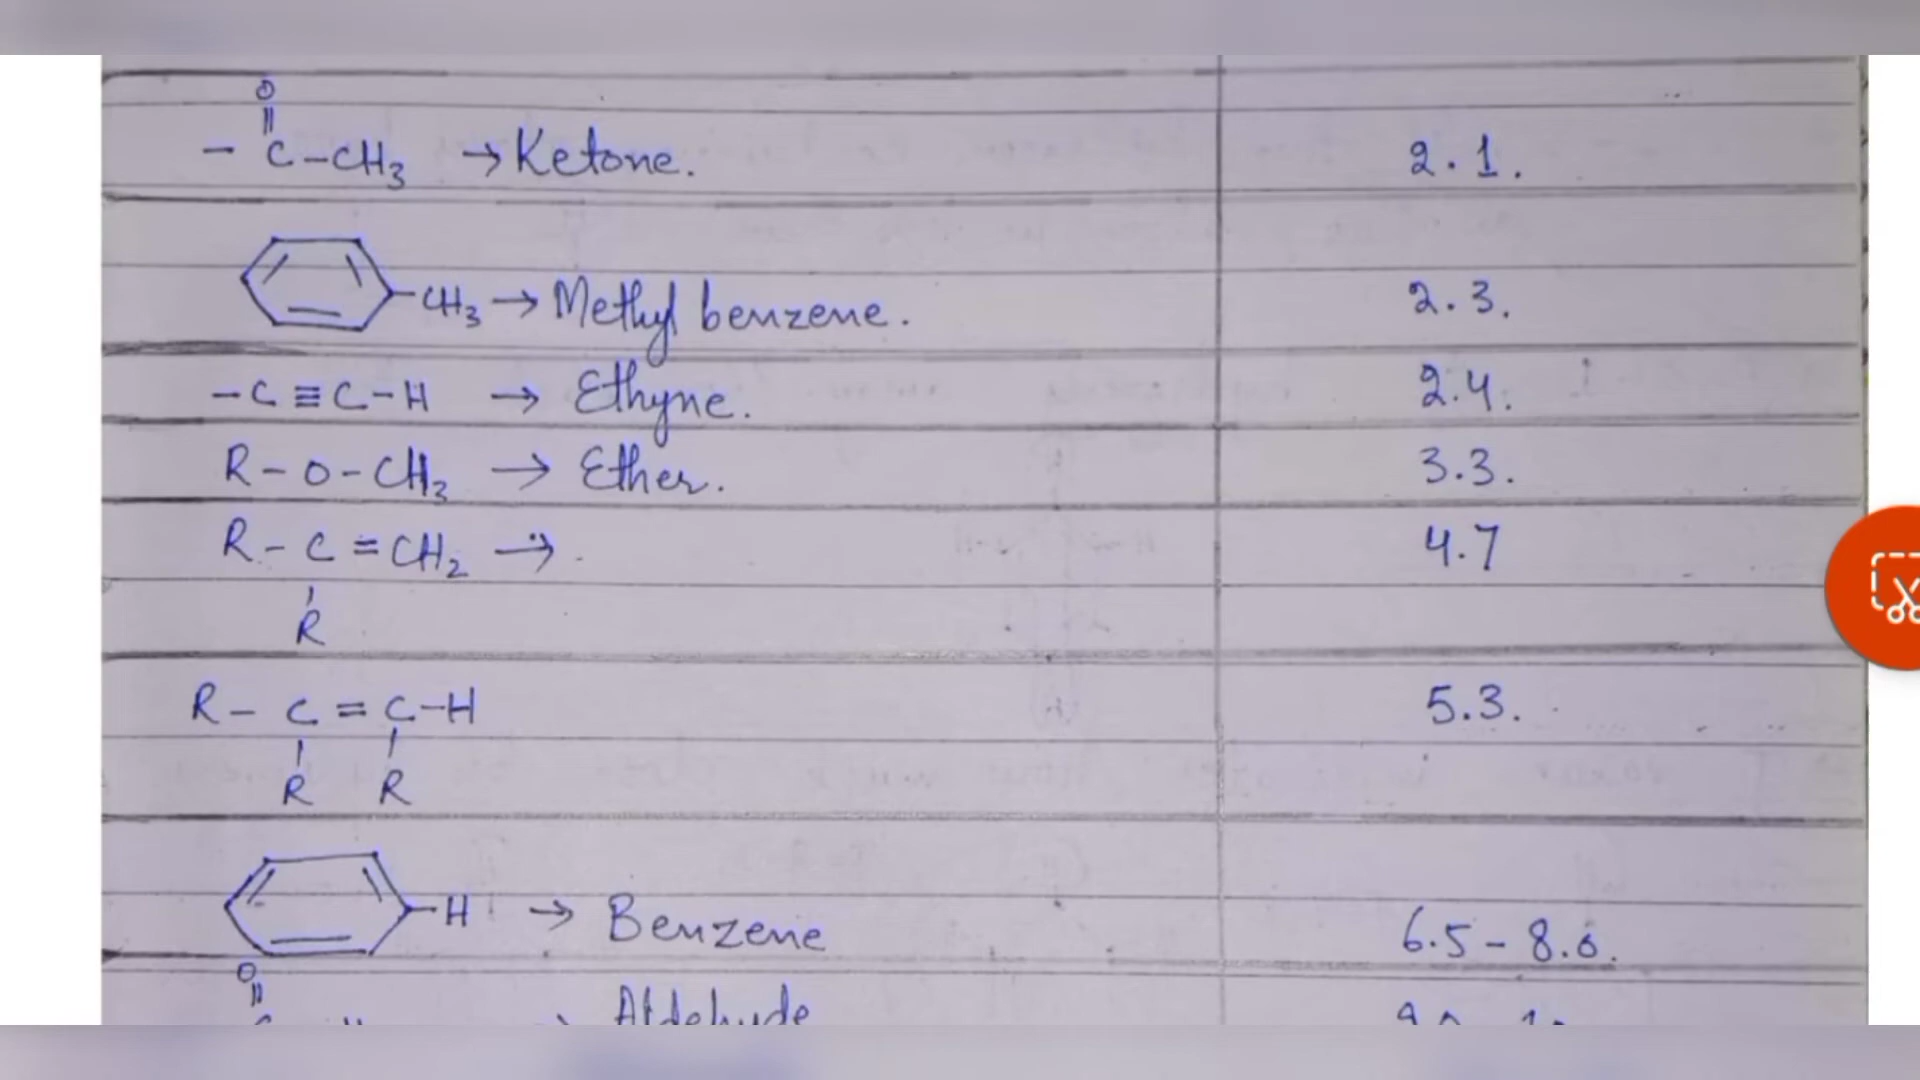 O
||
- C-CH3 → Ketone. 2.1.
-CH3 → Methyl benzene. 2.3.
-C≡C-H → Ethyne. 2.4.
R-O-CH3 → Ether. 3.3.
R-C=CH2 → 4.7
R
R-C=C-H 5.3.
R R
-H → Benzene 6.5-8.0.
O
||
C H → Aldehyde